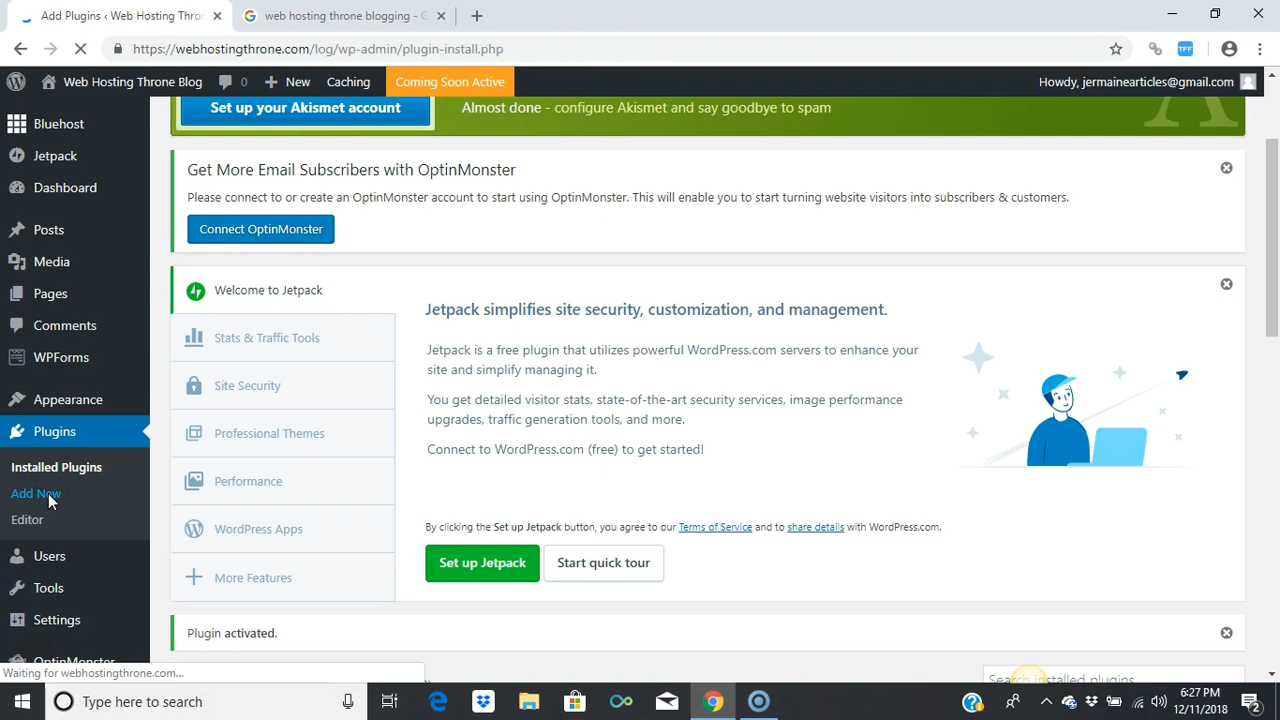 Add Plugins ‹ Web Hosting Thro
web hosting throne blogging - G
https://webhostingthrone.com/log/wp-admin/plugin-install.php
Web Hosting Throne Blog
0
New
Caching
Coming Soon Active
Howdy, jermainearticles@gmail.com
Bluehost
Jetpack
Dashboard
Posts
Media
Pages
Comments
WPForms
Appearance
Plugins
Installed Plugins
Add New
Editor
Users
Tools
Settings
OptinMonster
Set up your Akismet account
Almost done - configure Akismet and say goodbye to spam
Get More Email Subscribers with OptinMonster
Please connect to or create an OptinMonster account to start using OptinMonster. This will enable you to start turning website visitors into subscribers & customers.
Connect OptinMonster
Welcome to Jetpack
Stats & Traffic Tools
Site Security
Professional Themes
Performance
WordPress Apps
More Features
Jetpack simplifies site security, customization, and management.
Jetpack is a free plugin that utilizes powerful WordPress.com servers to enhance your
site and simplify managing it.
You get detailed visitor stats, state-of-the-art security services, image performance
upgrades, traffic generation tools, and more.
Connect to WordPress.com (free) to get started!
By clicking the Set up Jetpack button, you agree to our Terms of Service and to share details with WordPress.com.
Set up Jetpack
Start quick tour
Plugin activated.
Search installed plugins
Waiting for webhostingthrone.com...
Type here to search
6:27 PM
12/11/2018
2